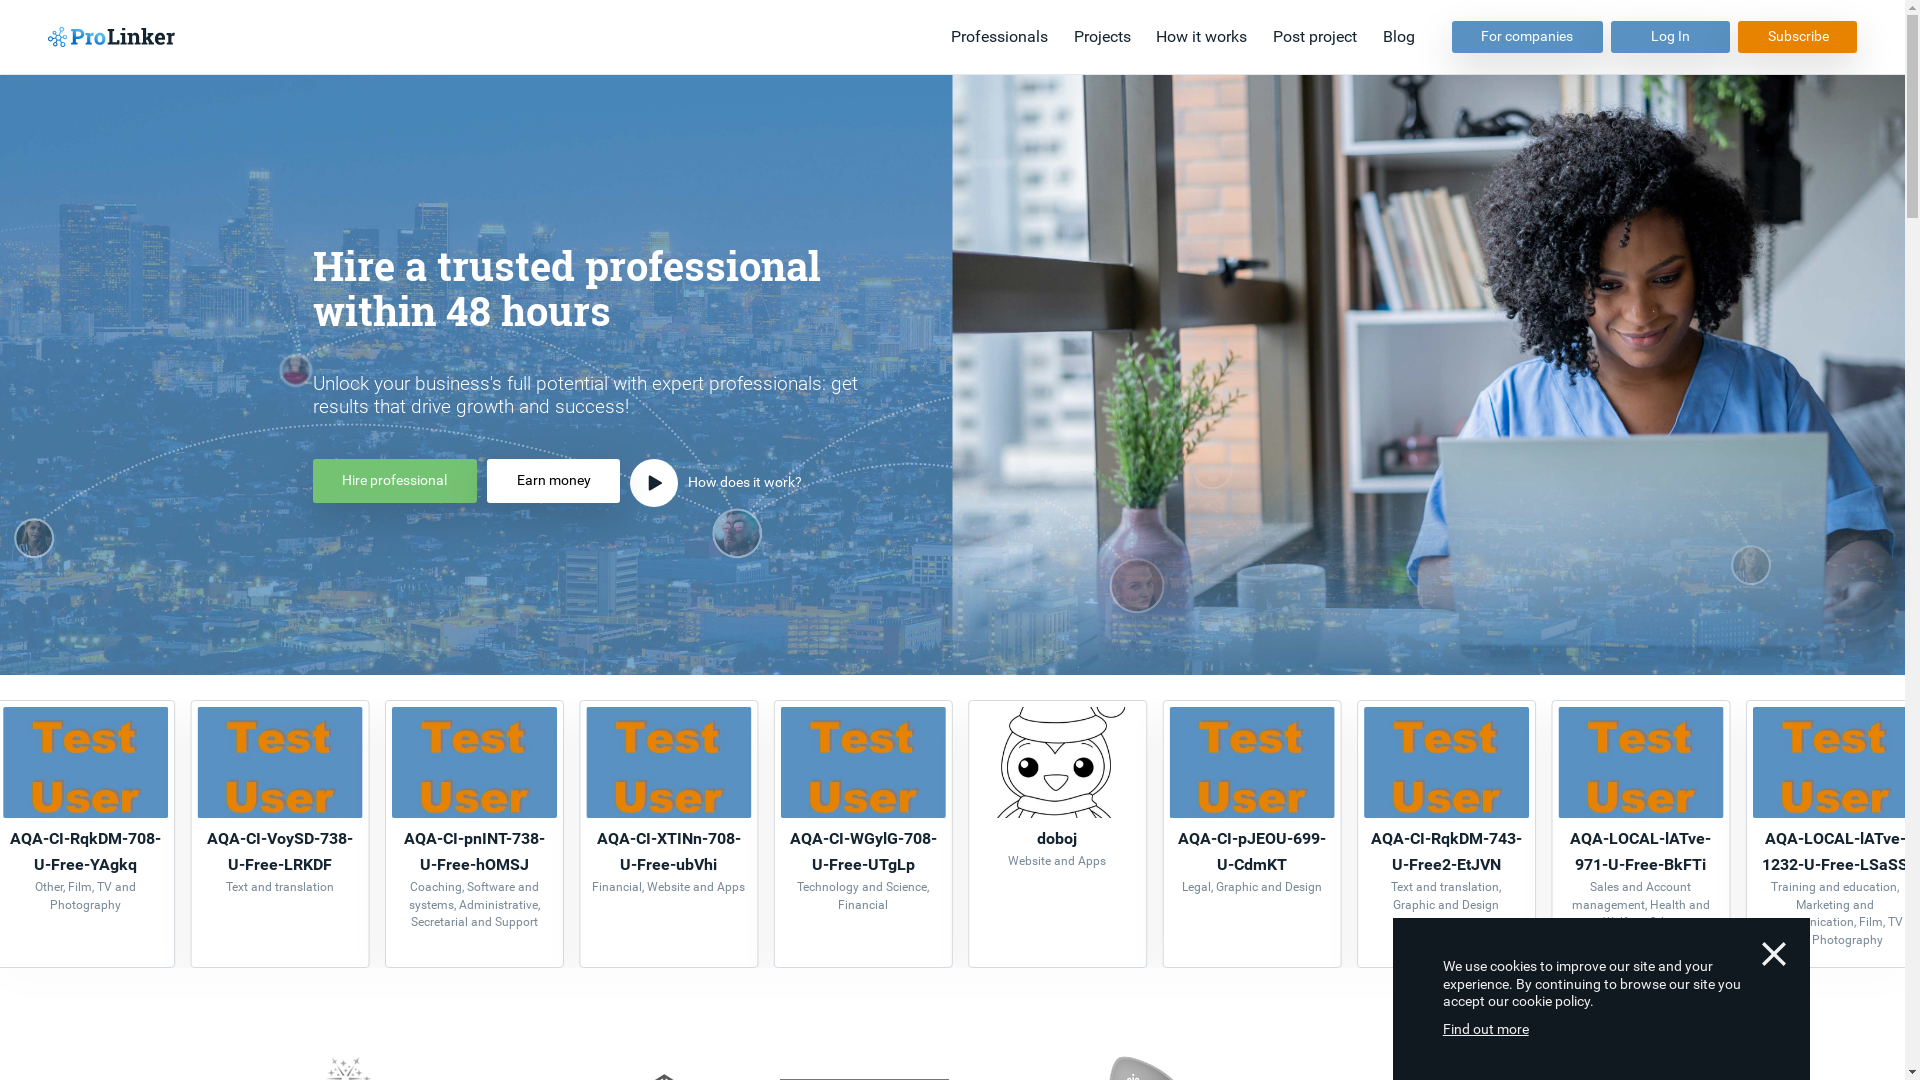 ProLinker
Professionals
Projects
How it works
Post project
Blog
For companies
Log In
Subscribe
Hire a trusted professional
within 48 hours
Unlock your business's full potential with expert professionals: get
results that drive growth and success!
Hire professional
Earn money
How does it work?
Test
User
AQA-CI-RqkDM-708-
U-Free-YAgkq
Other, Film, TV and
Photography
Test
User
AQA-CI-VoySD-738-
U-Free-LRKDF
Text and translation
Test
User
AQA-CI-pnINT-738-
U-Free-hOMSJ
Coaching, Software and
systems, Administrative,
Secretarial and Support
Test
User
AQA-CI-XTINn-708-
U-Free-ubVhi
Financial, Website and Apps
Test
User
AQA-CI-WGylG-708-
U-Free-UTgLp
Technology and Science,
Financial
doboj
Website and Apps
Test
User
AQA-CI-pJEOU-699-
U-CdmKT
Legal, Graphic and Design
Test
User
AQA-CI-RqkDM-743-
U-Free2-EtJVN
Text and translation,
Graphic and Design
Test
User
AQA-LOCAL-lATve-
971-U-Free-BkFTi
Sales and Account
management, Health and
Test
User
AQA-LOCAL-lATve-
1232-U-Free-LSaSS
Training and education,
Marketing and
Film, TV
Photography
We use cookies to improve our site and your
experience. By continuing to browse our site you
accept our cookie policy.
Find out more